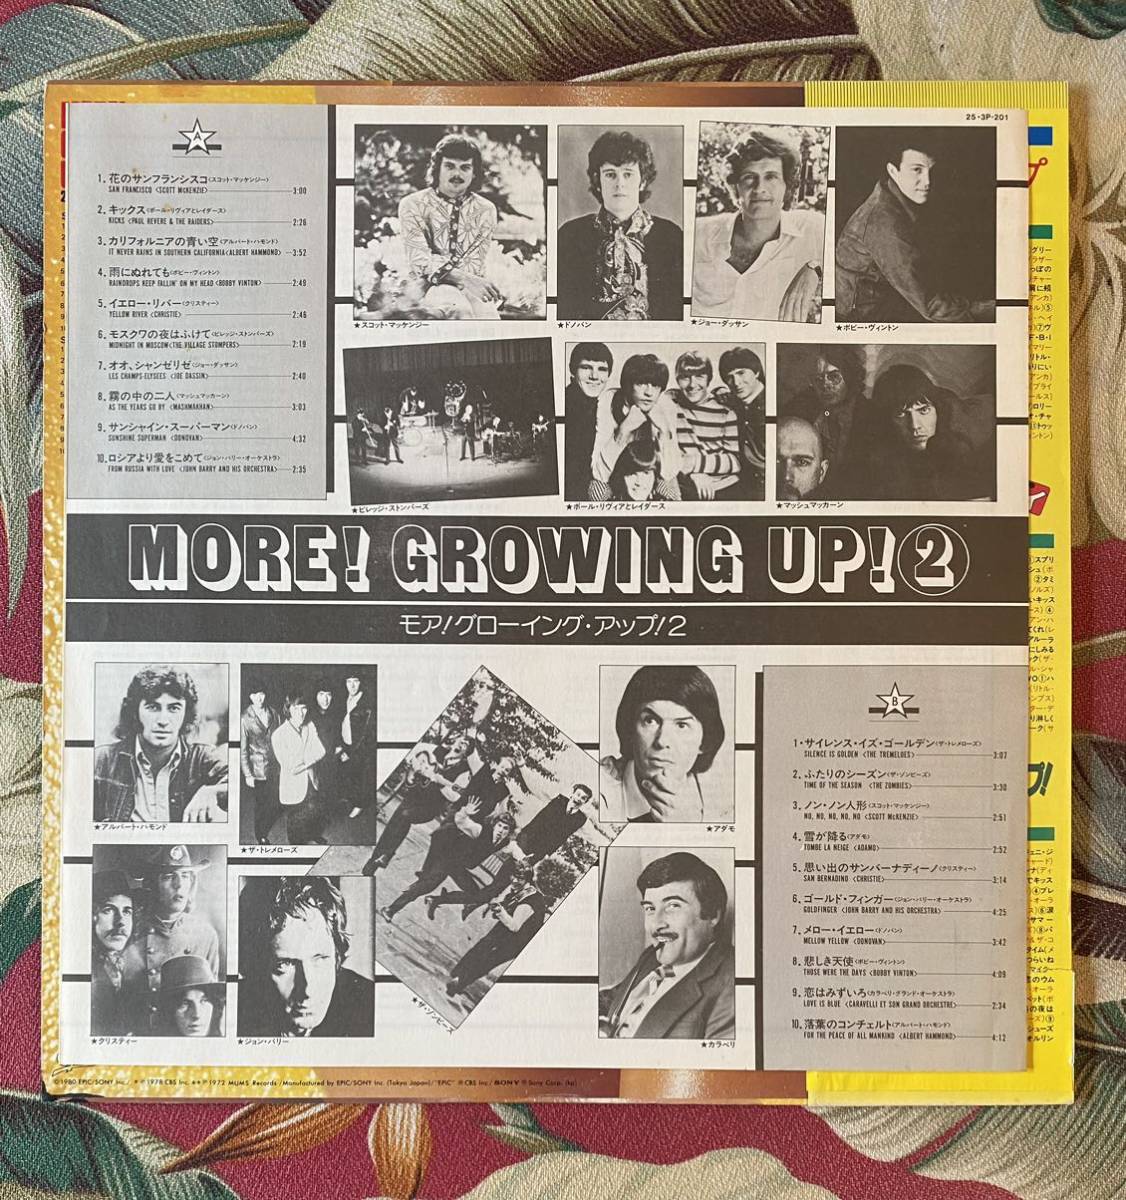 25・3P-201
A
1. 花のサンフランシスコ〈スコット・マッケンジー〉
SAN FRANCISCO <SCOTT McKENZIE> 3:00
2. キックス〈ポール・リヴィアとレイダース〉
KICKS <PAUL REVERE & THE RAIDERS> 2:26
3. カリフォルニアの青い空〈アルバート・ハモンド〉
IT NEVER RAINS IN SOUTHERN CALIFORNIA <ALBERT HAMMOND> 3:52
4. 雨にぬれても〈ボビー・ヴィントン〉
RAINDROPS KEEP FALLIN' ON MY HEAD <BOBBY VINTON> 2:49
5. イエロー・リバー〈クリスティー〉
YELLOW RIVER <CHRISTIE> 2:46
6. モスクワの夜はふけて〈ビレッジ・ストンパーズ〉
MIDNIGHT IN MOSCOW <THE VILLAGE STOMPERS> 2:19
7. オオ、シャンゼリゼ〈ジョー・ダッサン〉
LES CHAMPS-ELYSEES <JOE DASSIN> 2:40
8. 霧の中の二人〈マッシュマッカーン〉
AS THE YEARS GO BY <MASHMAKHAN> 3:03
9. サンシャイン・スーパーマン〈ドノバン〉
SUNSHINE SUPERMAN <DONOVAN> 4:32
10. ロシアより愛をこめて〈ジョン・バリー・オーケストラ〉
FROM RUSSIA WITH LOVE <JOHN BARRY AND HIS ORCHESTRA> 2:35
★スコット・マッケンジー
★ドノバン
★ジョー・ダッサン
★ボビー・ヴィントン
★ビレッジ・ストンパーズ
★ポール・リヴィアとレイダース
★マッシュマッカーン
MORE! GROWING UP!②
モア!グローイング・アップ!2
★アルバート・ハモンド
★ザ・トレメローズ
★アダモ
★クリスティー
★ジョン・バリー
★ザ・ゾンビーズ
★カラベリ
B
1・サイレンス・イズ・ゴールデン〈ザ・トレメローズ〉
SILENCE IS GOLDEN <THE TREMELOES> 3:07
2. ふたりのシーズン〈ザ・ゾンビーズ〉
TIME OF THE SEASON <THE ZOMBIES> 3:30
3. ノン・ノン人形〈スコット・マッケンジー〉
NO, NO, NO, NO, NO <SCOTT McKENZIE> 2:51
4. 雪が降る〈アダモ〉
TOMBE LA NEIGE <ADAMO> 2:52
5. 思い出のサンバーナディーノ〈クリスティー〉
SAN BERNADINO <CHRISTIE> 3:14
6. ゴールド・フィンガー〈ジョン・バリー・オーケストラ〉
GOLDFINGER <JOHN BARRY AND HIS ORCHESTRA> 4:25
7. メロー・イエロー〈ドノバン〉
MELLOW YELLOW <DONOVAN> 3:42
8. 悲しき天使〈ボビー・ヴィントン〉
THOSE WERE THE DAYS <BOBBY VINTON> 4:09
9. 恋はみずいろ〈カラベリ・グランド・オーケストラ〉
LOVE IS BLUE <CARAVELLI ET SON GRAND ORCHESTRE> 2:34
10. 落葉のコンチェルト〈アルバート・ハモンド〉
FOR THE PEACE OF ALL MANKIND <ALBERT HAMMOND> 4:12
Ⓟ1980 EPIC/SONY Inc./ ★Ⓟ1978 CBS Inc. ★★Ⓟ1972 MUMS Records /Manufactured by EPIC/SONY Inc. (Tokyo Japan)/"EPIC" ®CBS Inc./ SONY ® Sony Corp. (kp)